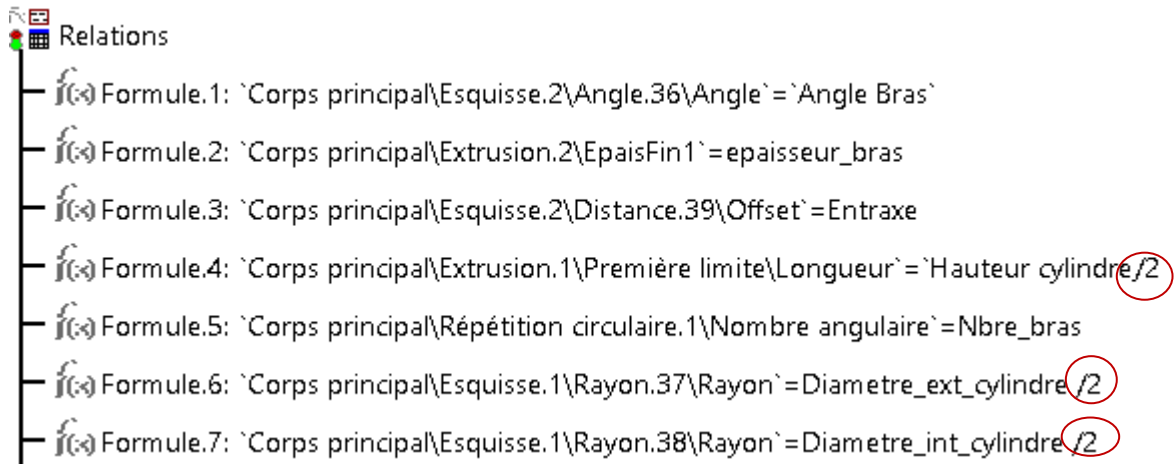 Relations
Formule.1: `Corps principal\Esquisse.2\Angle.36\Angle`=`Angle Bras`
Formule.2: `Corps principal\Extrusion.2\EpaisFin1`=epaisseur_bras
Formule.3: `Corps principal\Esquisse.2\Distance.39\Offset`=Entraxe
Formule.4: `Corps principal\Extrusion.1\Première limite\Longueur`=`Hauteur cylindre/2
Formule.5: `Corps principal\Répétition circulaire.1\Nombre angulaire`=Nbre_bras
Formule.6: `Corps principal\Esquisse.1\Rayon.37\Rayon`=Diametre_ext_cylindre /2
Formule.7: `Corps principal\Esquisse.1\Rayon.38\Rayon`=Diametre_int_cylindre /2